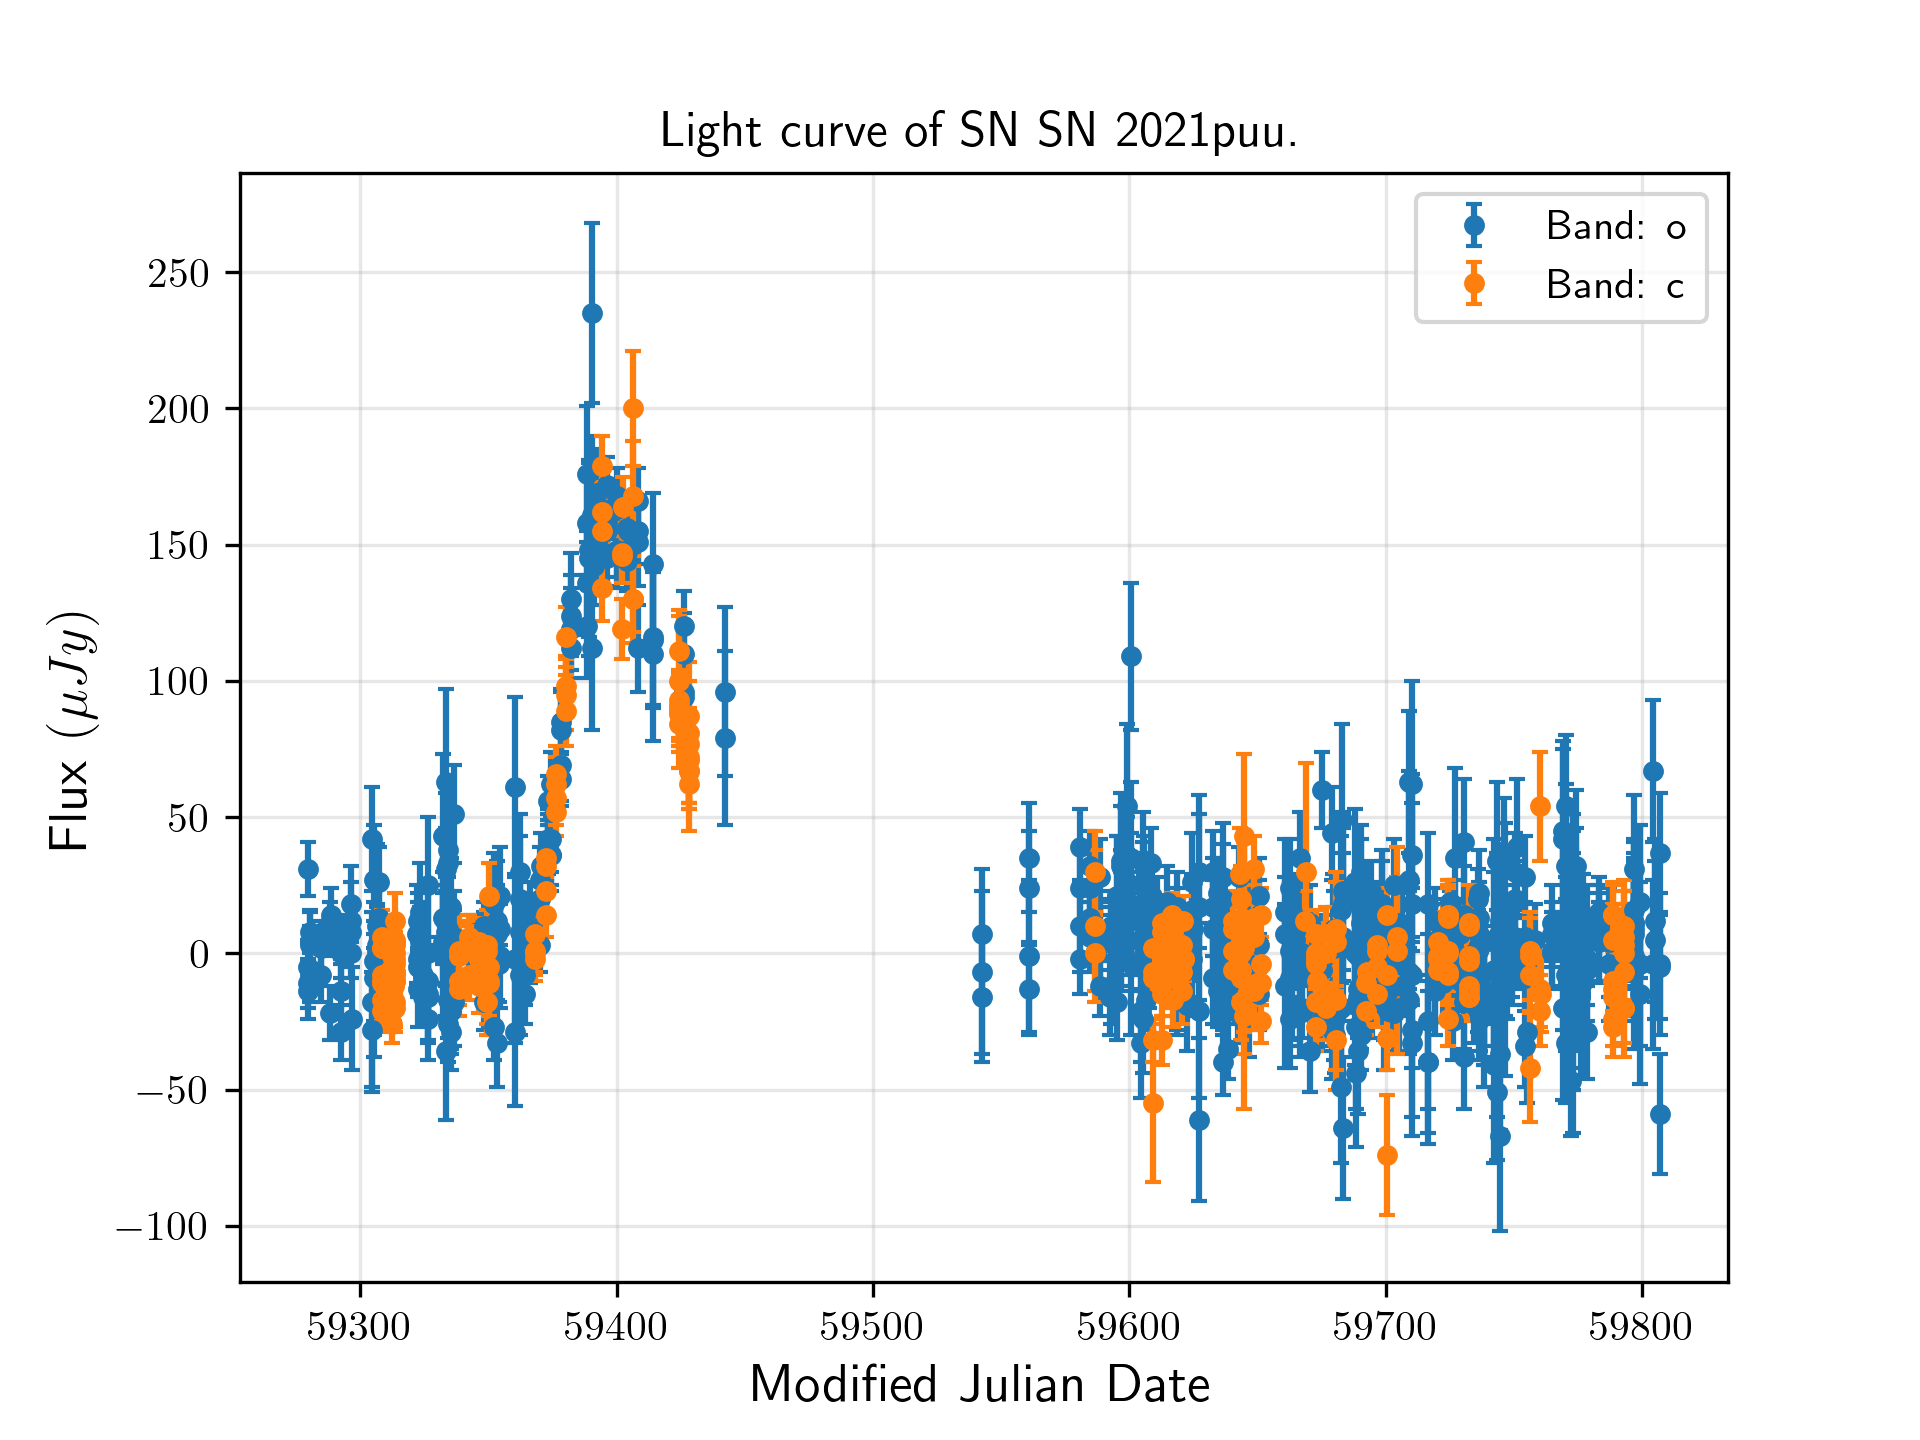 Light curve of SN SN 2021puu.
Band: o
Band: c
250
200
150
100
50
0
−50
−100
Flux (μJy)
59300 59400 59500 59600 59700 59800
Modified Julian Date